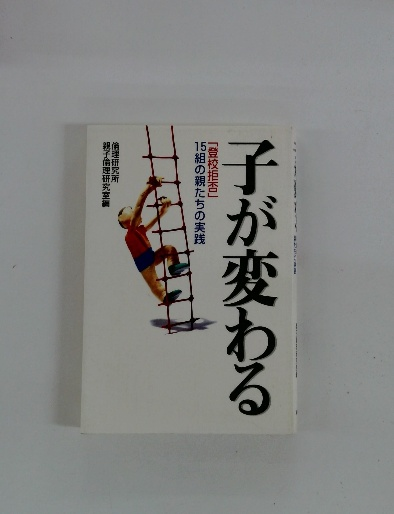 子が変わる
「登校拒否」
15組の親たちの実践
倫理研究所
親子倫理研究室編